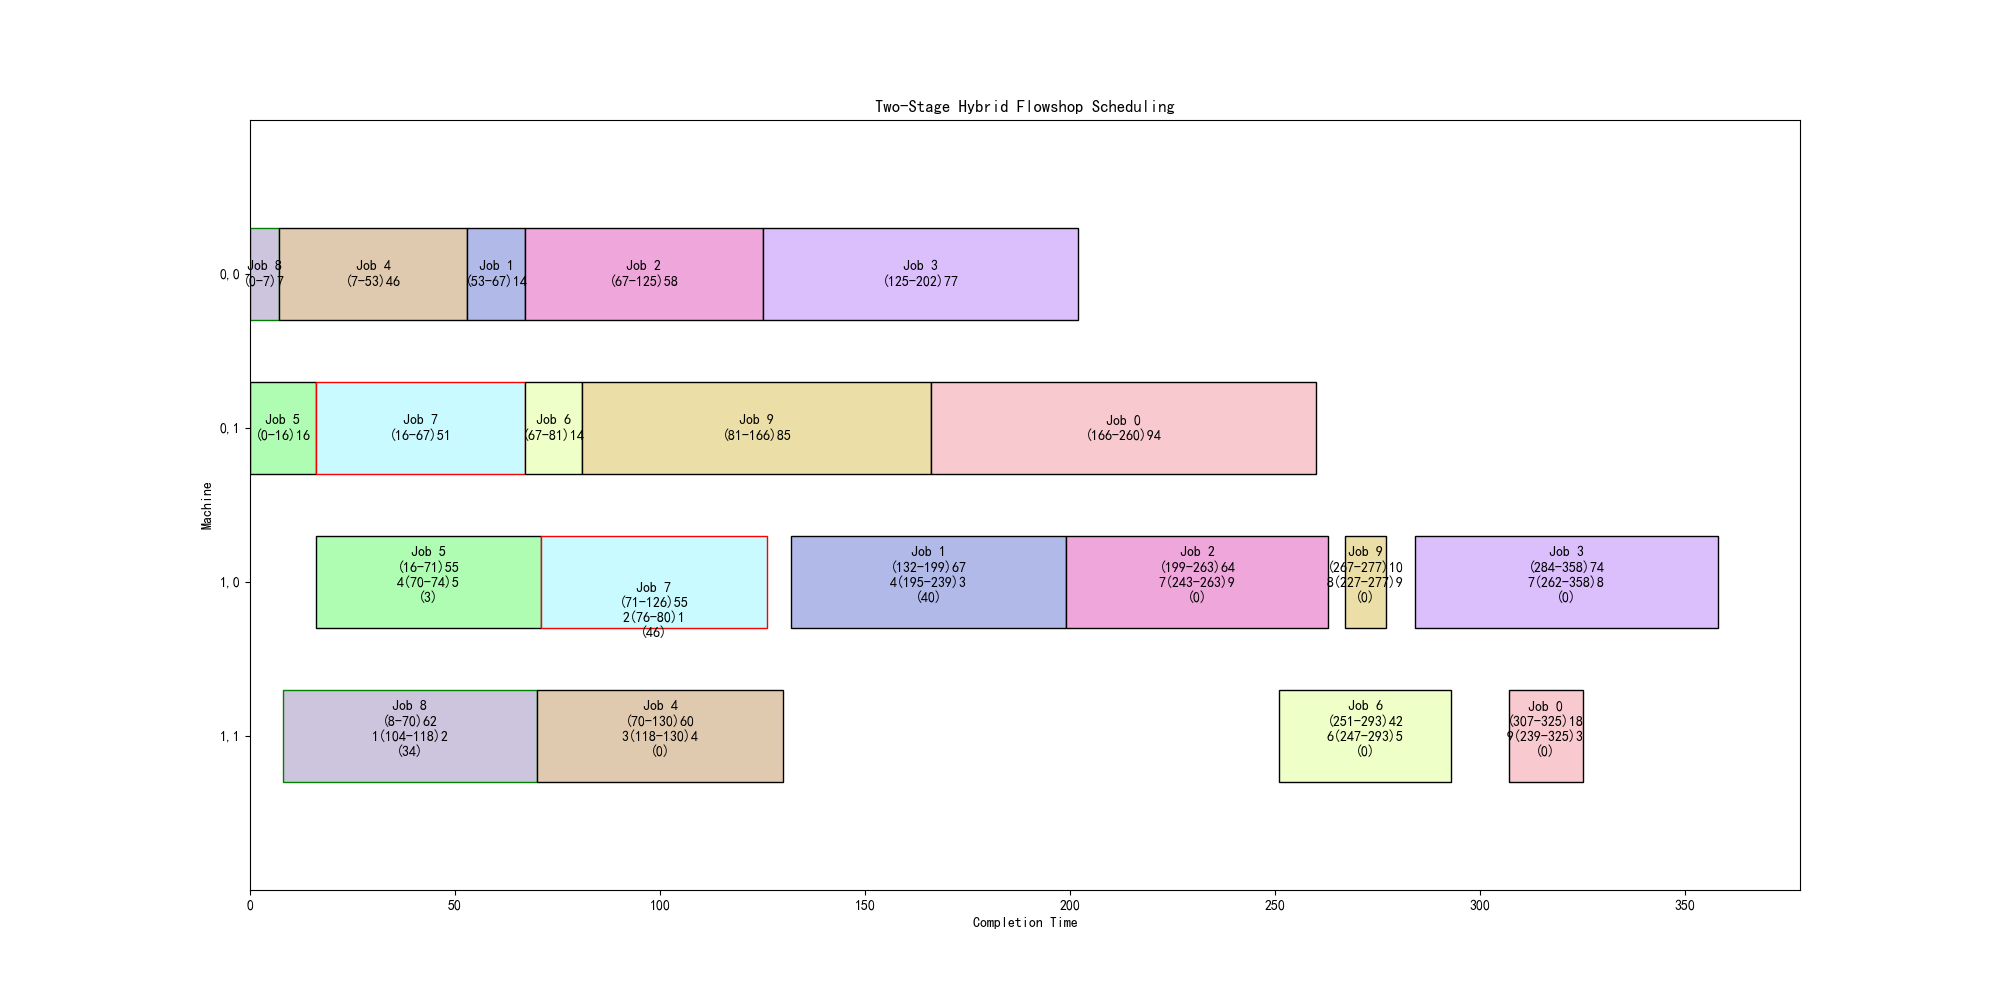 Two-Stage Hybrid Flowshop Scheduling
Machine
0,0
Job 8
(0-7)7
Job 4
(7-53)46
Job 1
(53-67)14
Job 2
(67-125)58
Job 3
(125-202)77
0,1
Job 5
(0-16)16
Job 7
(16-67)51
Job 6
(67-81)14
Job 9
(81-166)85
Job 0
(166-260)94
1,0
Job 5
(16-71)55
4(70-74)5
(3)
Job 7
(71-126)55
2(76-80)1
(46)
Job 1
(132-199)67
4(195-239)3
(40)
Job 2
(199-263)64
7(243-263)9
(0)
Job 9
(267-277)10
8(227-277)9
(0)
Job 3
(284-358)74
7(262-358)8
(0)
1,1
Job 8
(8-70)62
1(104-118)2
(34)
Job 4
(70-130)60
3(118-130)4
(0)
Job 6
(251-293)42
6(247-293)5
(0)
Job 0
(307-325)18
9(239-325)3
(0)
0 50 100 150 200 250 300 350
Completion Time